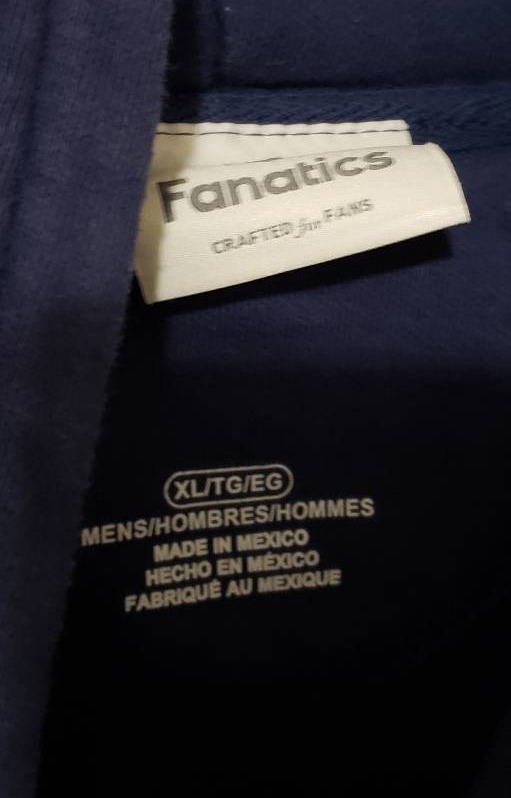 Fanatics
CRAFTED for FANS
XL/TG/EG
MENS/HOMBRES/HOMMES
MADE IN MEXICO
HECHO EN MÉXICO
FABRIQUÉ AU MEXIQUE